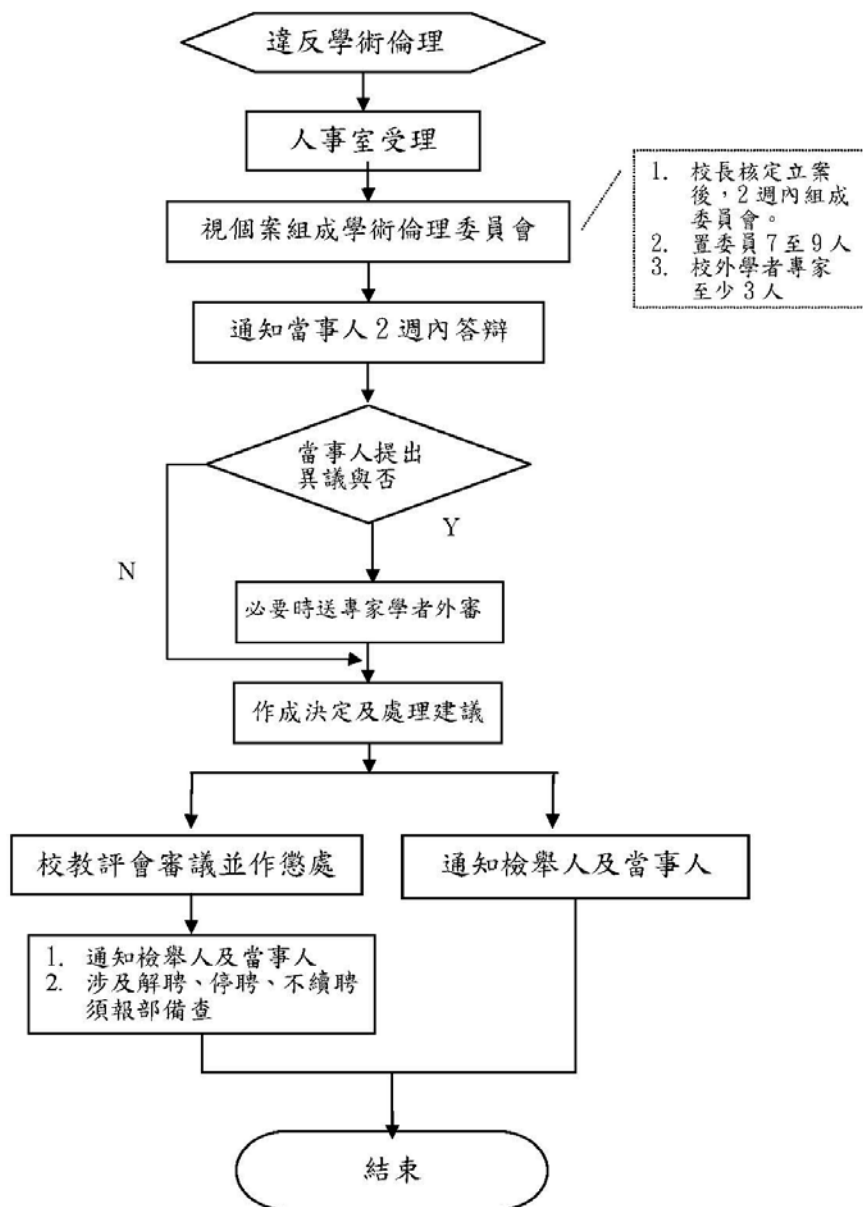 違反學術倫理
人事室受理
視個案組成學術倫理委員會
1. 校長核定立案
後，2 週內組成
委員會。
2. 置委員 7 至 9 人
3. 校外學者專家
至少 3 人
通知當事人 2 週內答辯
當事人提出
異議與否
Y
N
必要時送專家學者外審
作成決定及處理建議
校教評會審議並作懲處
通知檢舉人及當事人
1. 通知檢舉人及當事人
2. 涉及解聘、停聘、不續聘
須報部備查
結束